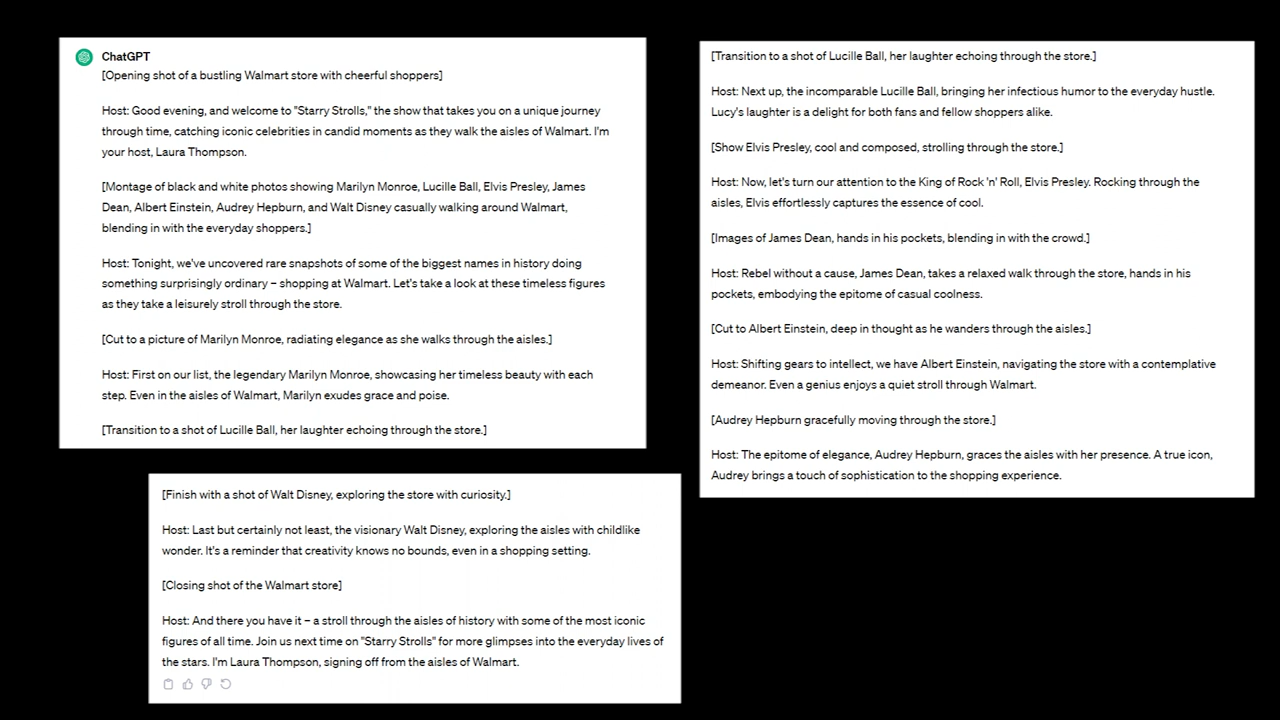 ChatGPT
[Opening shot of a bustling Walmart store with cheerful shoppers]
Host: Good evening, and welcome to "Starry Strolls," the show that takes you on a unique journey
through time, catching iconic celebrities in candid moments as they walk the aisles of Walmart. I'm
your host, Laura Thompson.
[Montage of black and white photos showing Marilyn Monroe, Lucille Ball, Elvis Presley, James
Dean, Albert Einstein, Audrey Hepburn, and Walt Disney casually walking around Walmart,
blending in with the everyday shoppers.]
Host: Tonight, we've uncovered rare snapshots of some of the biggest names in history doing
something surprisingly ordinary – shopping at Walmart. Let's take a look at these timeless figures
as they take a leisurely stroll through the store.
[Cut to a picture of Marilyn Monroe, radiating elegance as she walks through the aisles.]
Host: First on our list, the legendary Marilyn Monroe, showcasing her timeless beauty with each
step. Even in the aisles of Walmart, Marilyn exudes grace and poise.
[Transition to a shot of Lucille Ball, her laughter echoing through the store.]
[Transition to a shot of Lucille Ball, her laughter echoing through the store.]
Host: Next up, the incomparable Lucille Ball, bringing her infectious humor to the everyday hustle.
Lucy's laughter is a delight for both fans and fellow shoppers alike.
[Show Elvis Presley, cool and composed, strolling through the store.]
Host: Now, let's turn our attention to the King of Rock 'n' Roll, Elvis Presley. Rocking through the
aisles, Elvis effortlessly captures the essence of cool.
[Images of James Dean, hands in his pockets, blending in with the crowd.]
Host: Rebel without a cause, James Dean, takes a relaxed walk through the store, hands in his
pockets, embodying the epitome of casual coolness.
[Cut to Albert Einstein, deep in thought as he wanders through the aisles.]
Host: Shifting gears to intellect, we have Albert Einstein, navigating the store with a contemplative
demeanor. Even a genius enjoys a quiet stroll through Walmart.
[Audrey Hepburn gracefully moving through the store.]
Host: The epitome of elegance, Audrey Hepburn, graces the aisles with her presence. A true icon,
Audrey brings a touch of sophistication to the shopping experience.
[Finish with a shot of Walt Disney, exploring the store with curiosity.]
Host: Last but certainly not least, the visionary Walt Disney, exploring the aisles with childlike
wonder. It's a reminder that creativity knows no bounds, even in a shopping setting.
[Closing shot of the Walmart store]
Host: And there you have it – a stroll through the aisles of history with some of the most iconic
figures of all time. Join us next time on "Starry Strolls" for more glimpses into the everyday lives of
the stars. I'm Laura Thompson, signing off from the aisles of Walmart.